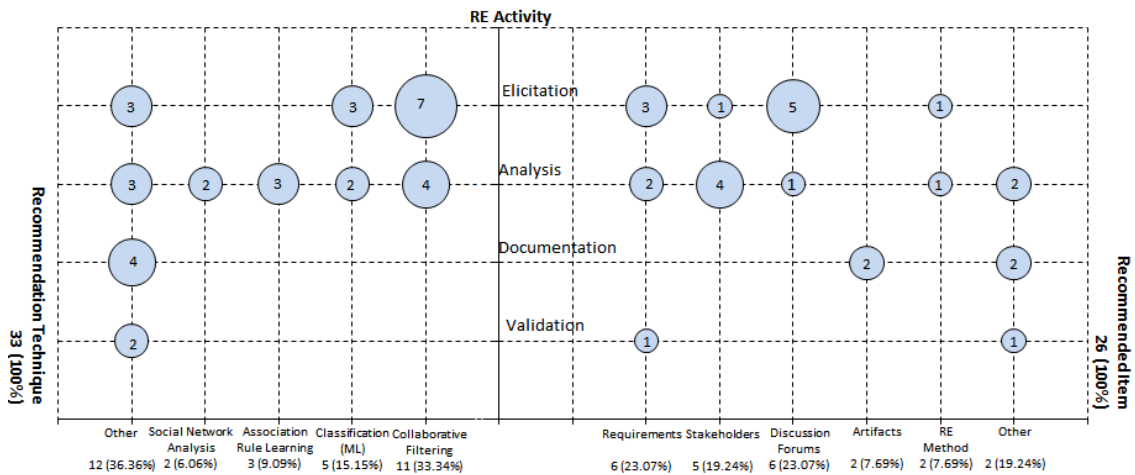 RE Activity
Elicitation
3
3
7
3
1
5
1
Analysis
3
2
3
2
4
2
4
1
1
2
Documentation
4
2
2
Validation
2
1
1
Recommendation Technique
33 (100%)
RecommendedItem
26 (100%)
Other
12 (36.36%)
Social Network
Analysis
2 (6.06%)
Association
Rule Learning
3 (9.09%)
Classification
(ML)
5 (15.15%)
Collaborative
Filtering
11 (33.34%)
Requirements
6 (23.07%)
Stakeholders
5 (19.24%)
Discussion
Forums
6 (23.07%)
Artifacts
2 (7.69%)
RE
Method
2 (7.69%)
Other
2 (19.24%)